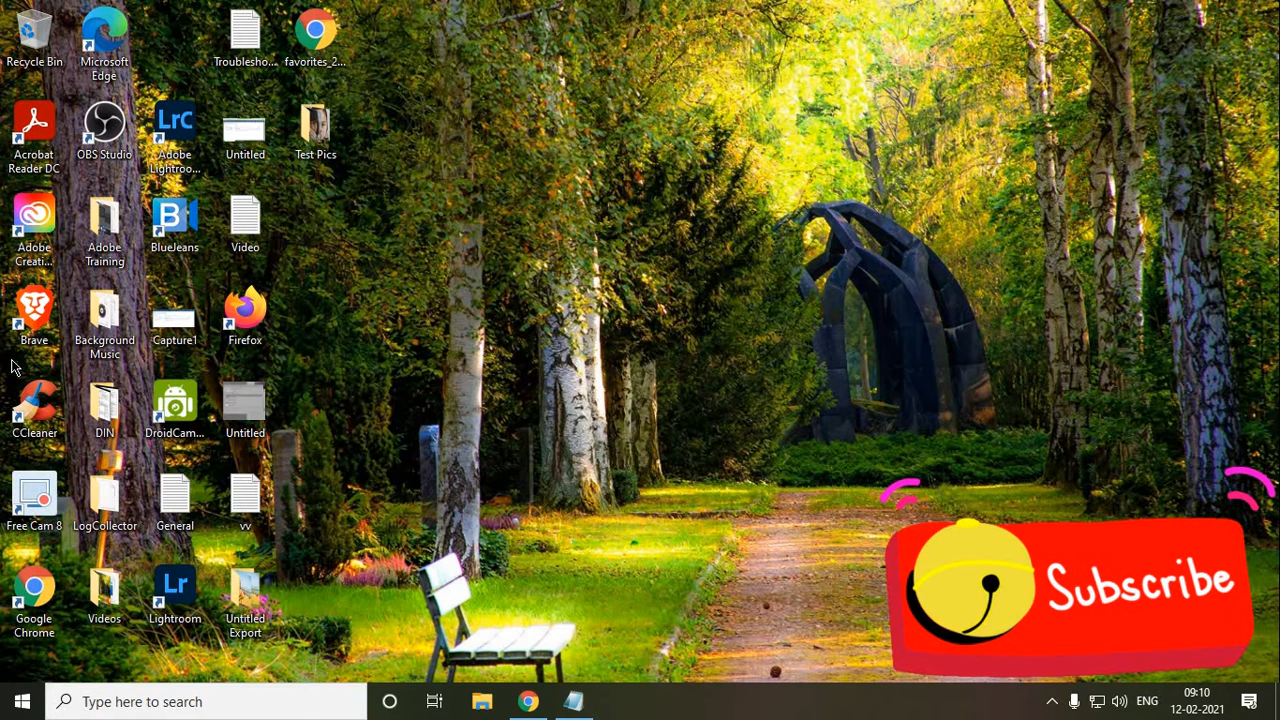 Recycle Bin
Microsoft
Edge
Troublesho...
favorites_2...
Acrobat
Reader DC
OBS Studio
Lrc
Adobe
Lightroo...
Untitled
Test Pics
Adobe
Creati...
Adobe
Training
B
BlueJeans
Video
Brave
Background
Music
Capture1
Firefox
CCleaner
DIN
DroidCam...
Untitled
Free Cam 8
LogCollector
General
vv
Google
Chrome
Videos
Lr
Lightroom
Untitled
Export
Subscribe
Type here to search
ENG
09:10
12-02-2021